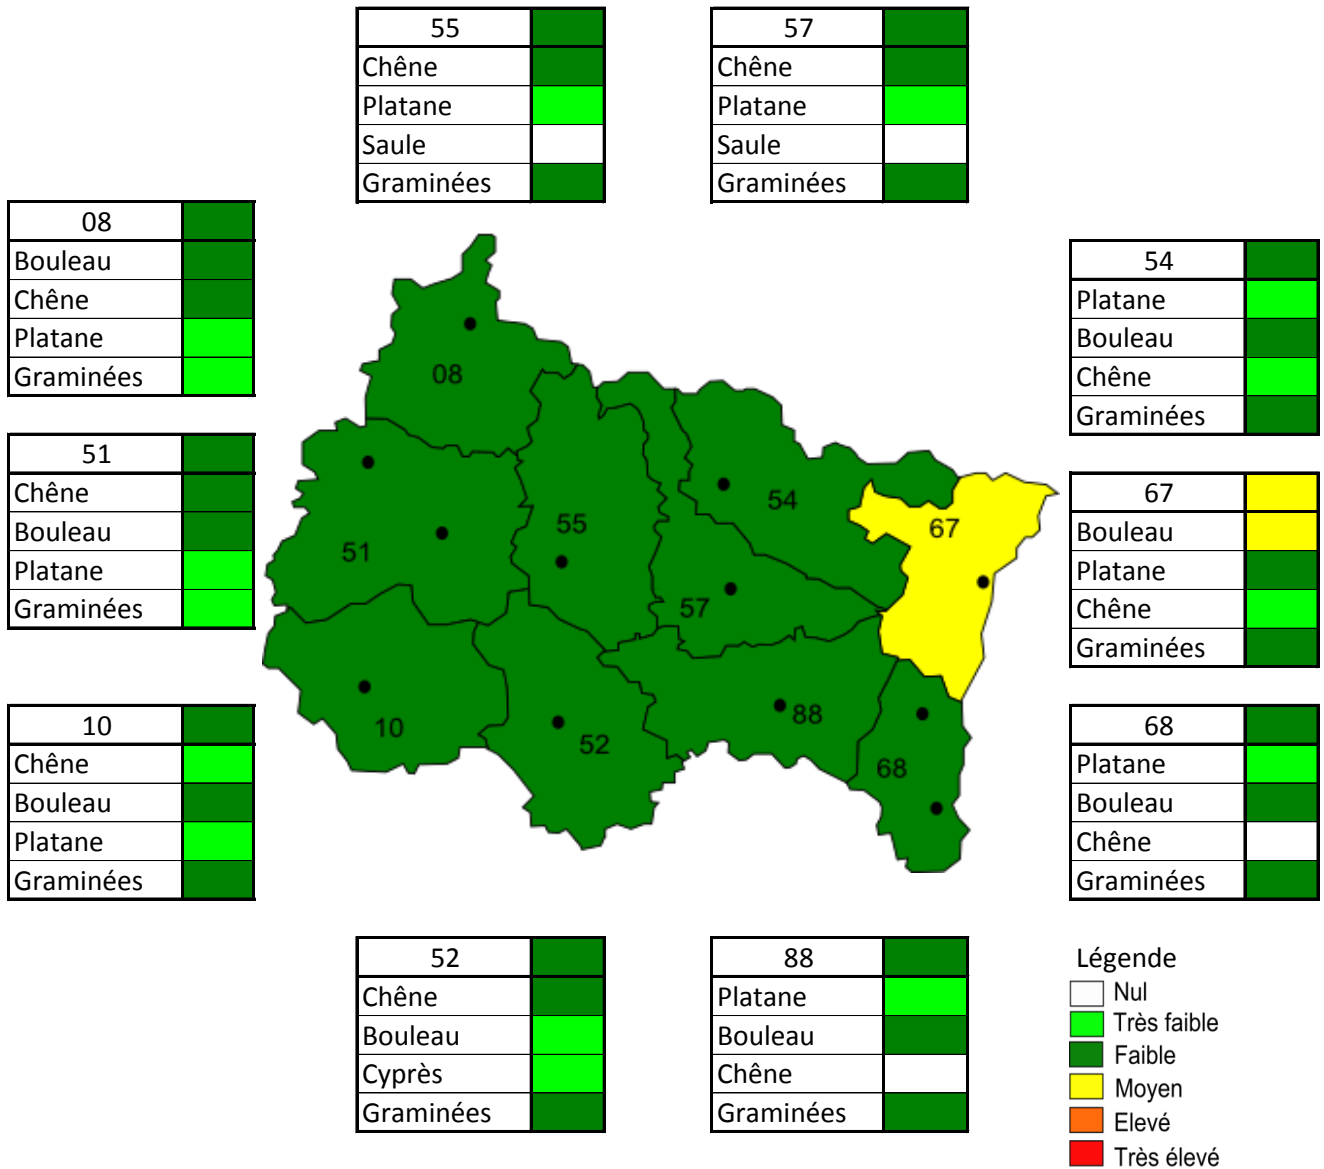 55
Chêne
Platane
Saule
Graminées
57
Chêne
Platane
Saule
Graminées
08
Bouleau
Chêne
Platane
Graminées
51
Chêne
Bouleau
Platane
Graminées
10
Chêne
Bouleau
Platane
Graminées
08
51
55
54
67
57
10
52
88
68
54
Platane
Bouleau
Chêne
Graminées
67
Bouleau
Platane
Chêne
Graminées
68
Platane
Bouleau
Chêne
Graminées
52
Chêne
Bouleau
Cyprès
Graminées
88
Platane
Bouleau
Chêne
Graminées
Légende
Nul
Très faible
Faible
Moyen
Elevé
Très élevé